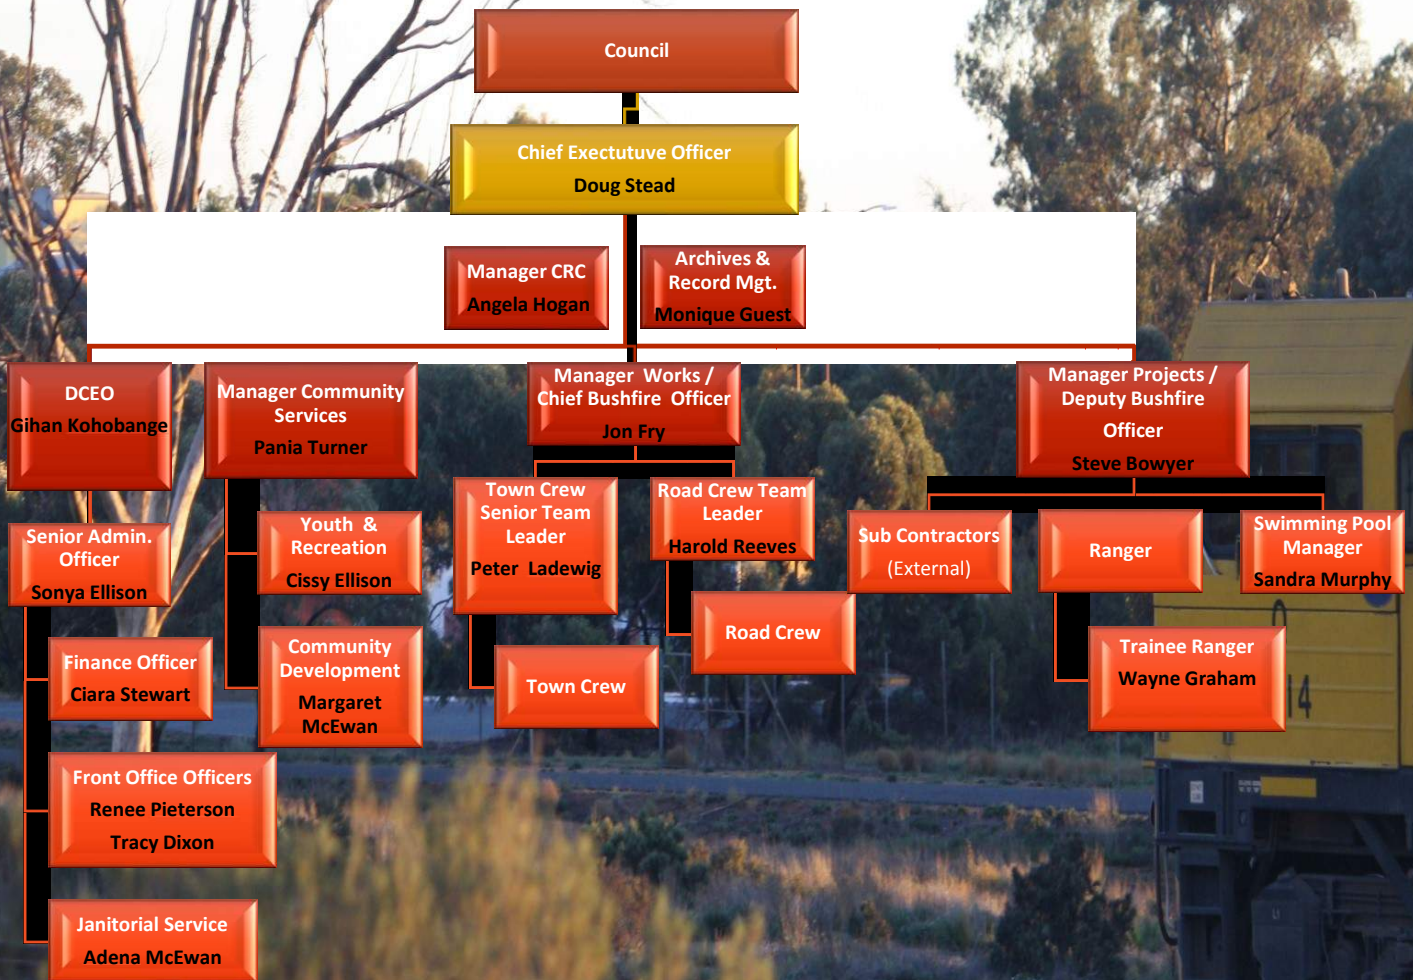 Council
Chief Exectutuve Officer
Doug Stead
Manager CRC
Angela Hogan
Archives &
Record Mgt.
Monique Guest
DCEO
Gihan Kohobange
Manager Community
Services
Pania Turner
Manager Works /
Chief Bushfire Officer
Jon Fry
Manager Projects /
Deputy Bushfire
Officer
Steve Bowyer
Senior Admin.
Officer
Sonya Ellison
Youth &
Recreation
Cissy Ellison
Town Crew
Senior Team
Leader
Peter Ladewig
Road Crew Team
Leader
Harold Reeves
Sub Contractors
(External)
Ranger
Swimming Pool
Manager
Sandra Murphy
Finance Officer
Ciara Stewart
Community
Development
Margaret
McEwan
Town Crew
Road Crew
Trainee Ranger
Wayne Graham
Front Office Officers
Renee Pieterson
Tracy Dixon
Janitorial Service
Adena McEwan
14